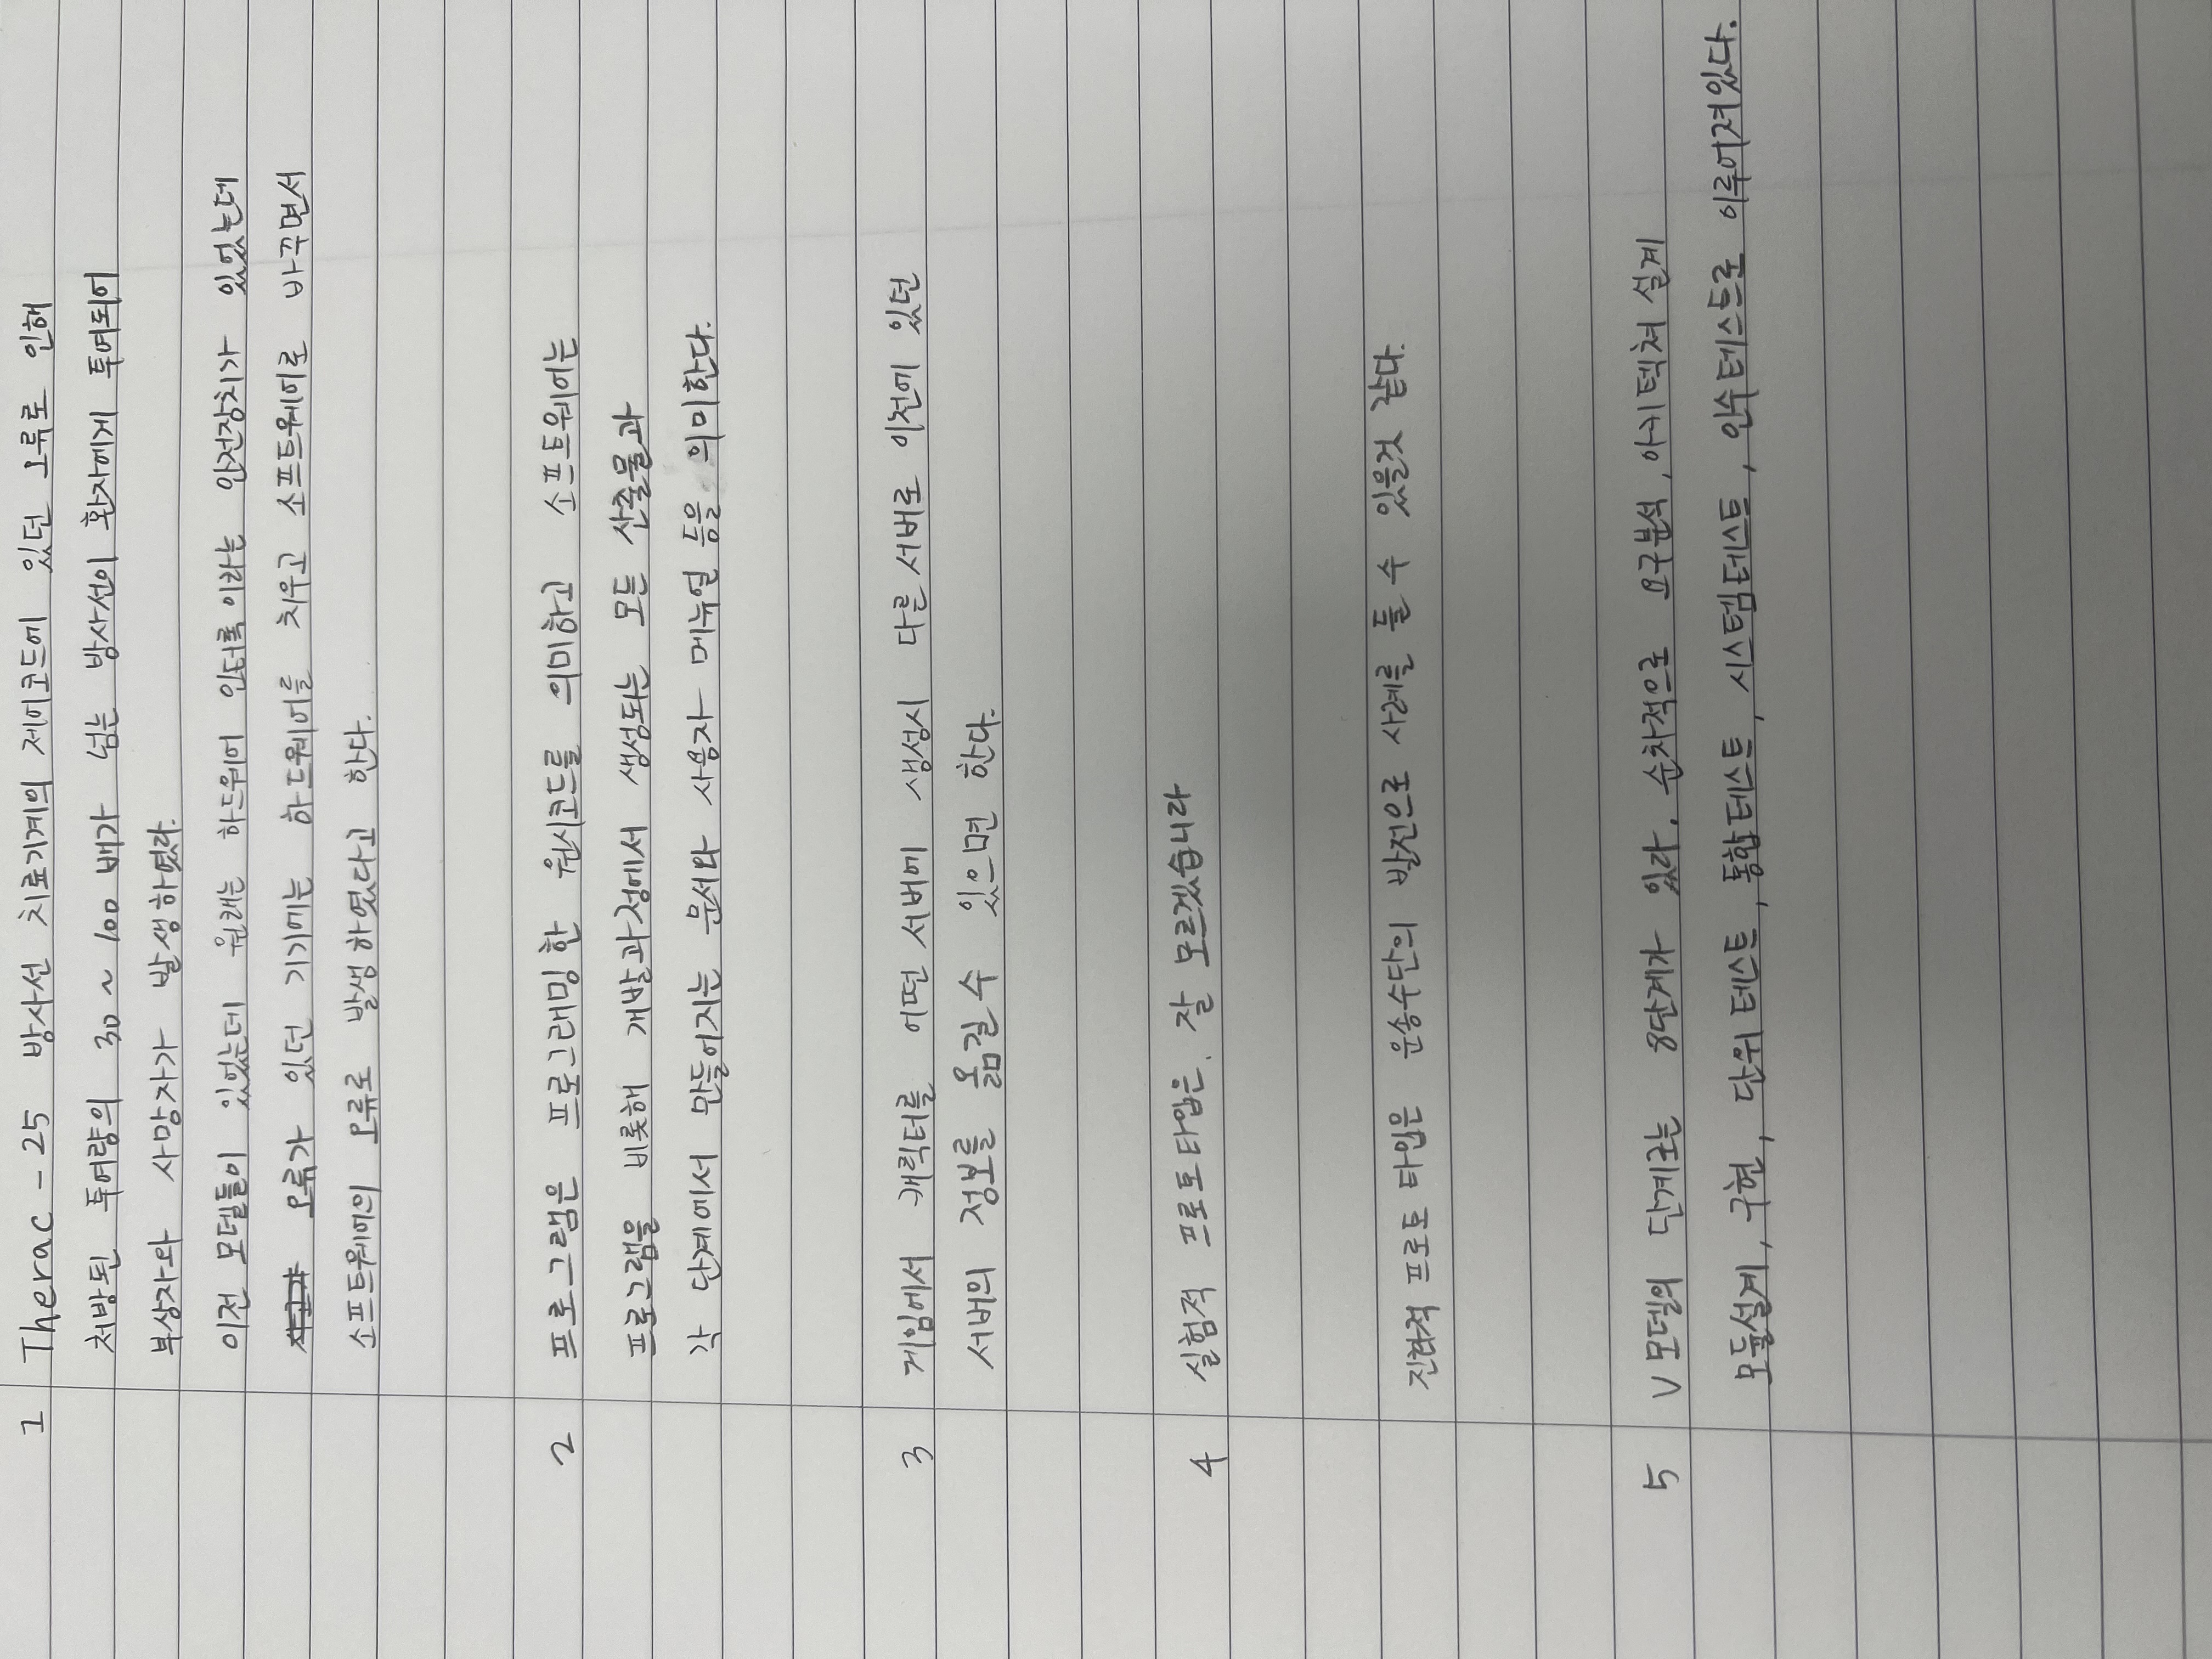 1 Therac - 25 방사선 치료기계의 제어코드에 있던 오류로 인해
처방된 투여량의 30 ~ 100 배가 넘는 방사선이 환자에게 투여되어
부상자와 사망자가 발생하였다.
이전 모델들이 있었는데 원래는 하드웨어 인터록이라는 안전장치가 있었는데
오류가 있던 기기에는 하드웨어를 치우고 소프트웨어로 바꾸면서
소프트웨어의 오류로 발생하였다고 한다.
2 프로그램은 프로그래밍한 원시코드를 의미하고 소프트웨어는
프로그램을 비롯해 개발과정에서 생성되는 모든 산출물과
각 단계에서 만들어지는 문서와 사용자 메뉴얼 등을 의미한다.
3 게임에서 캐릭터를 어떤 서버에 생성시 다른 서버로 이전에 있던
서버의 정보를 옮길 수 있으면 한다.
4 실험적 프로토타입은. 잘 모르겠습니다
진화적 프로토 타입은 운송수단의 발전으로 사례를 들 수 있을것 같다.
5 V 모델의 단계로는 8단계가 있다. 순차적으로 요구분석, 아키텍쳐 설계
모듈설계, 구현, 단위 테스트, 통합테스트, 시스템테스트, 인수테스트로 이루어져있다.